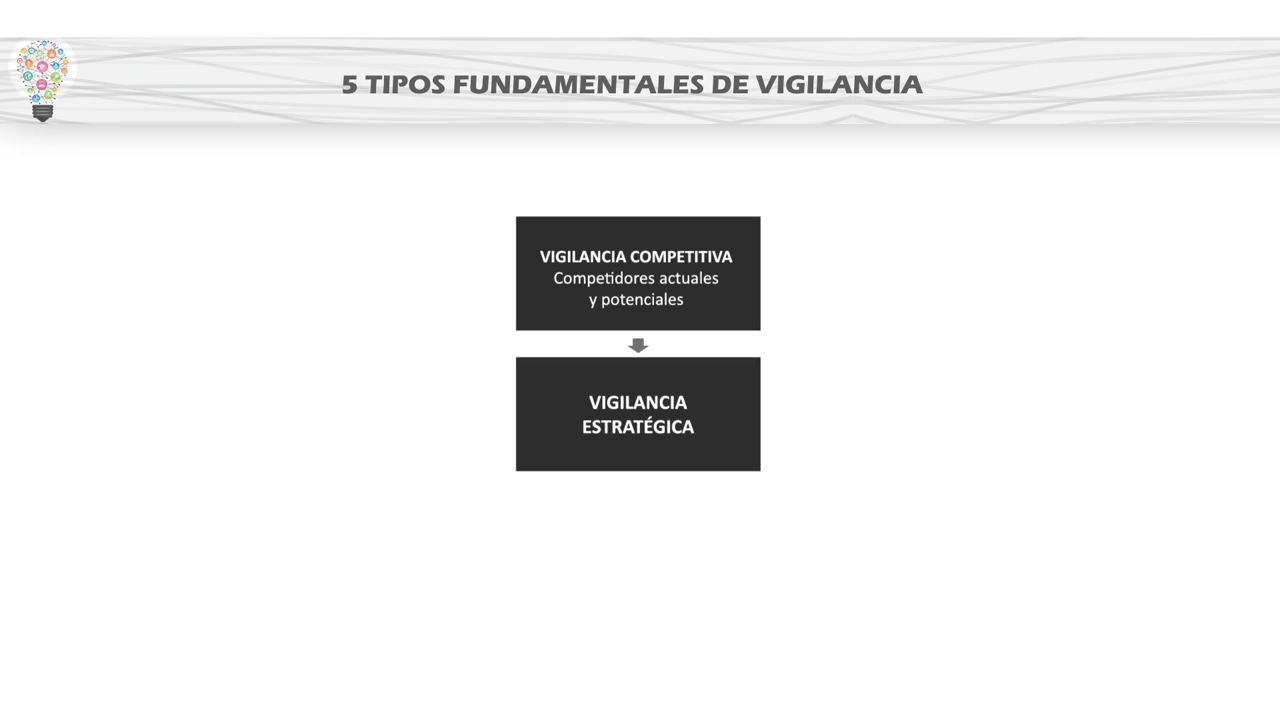 5 TIPOS FUNDAMENTALES DE VIGILANCIA
VIGILANCIA COMPETITIVA
Competidores actuales
y potenciales
VIGILANCIA
ESTRATÉGICA